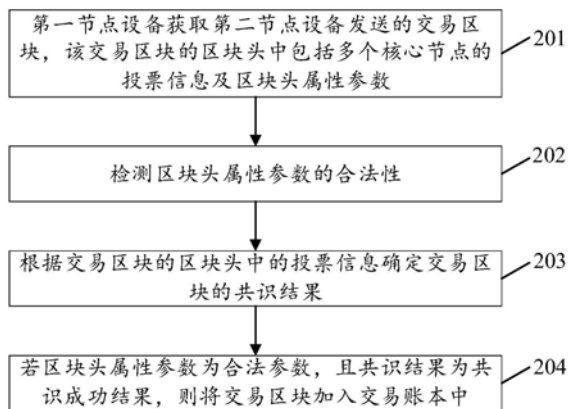 第一节点设备获取第二节点设备发送的交易区
块，该交易区块的区块头中包括多个核心节点的
投票信息及区块头属性参数
201
检测区块头属性参数的合法性
202
根据交易区块的区块头中的投票信息确定交易区
块的共识结果
203
若区块头属性参数为合法参数，且共识结果为共
识成功结果，则将交易区块加入交易账本中
204